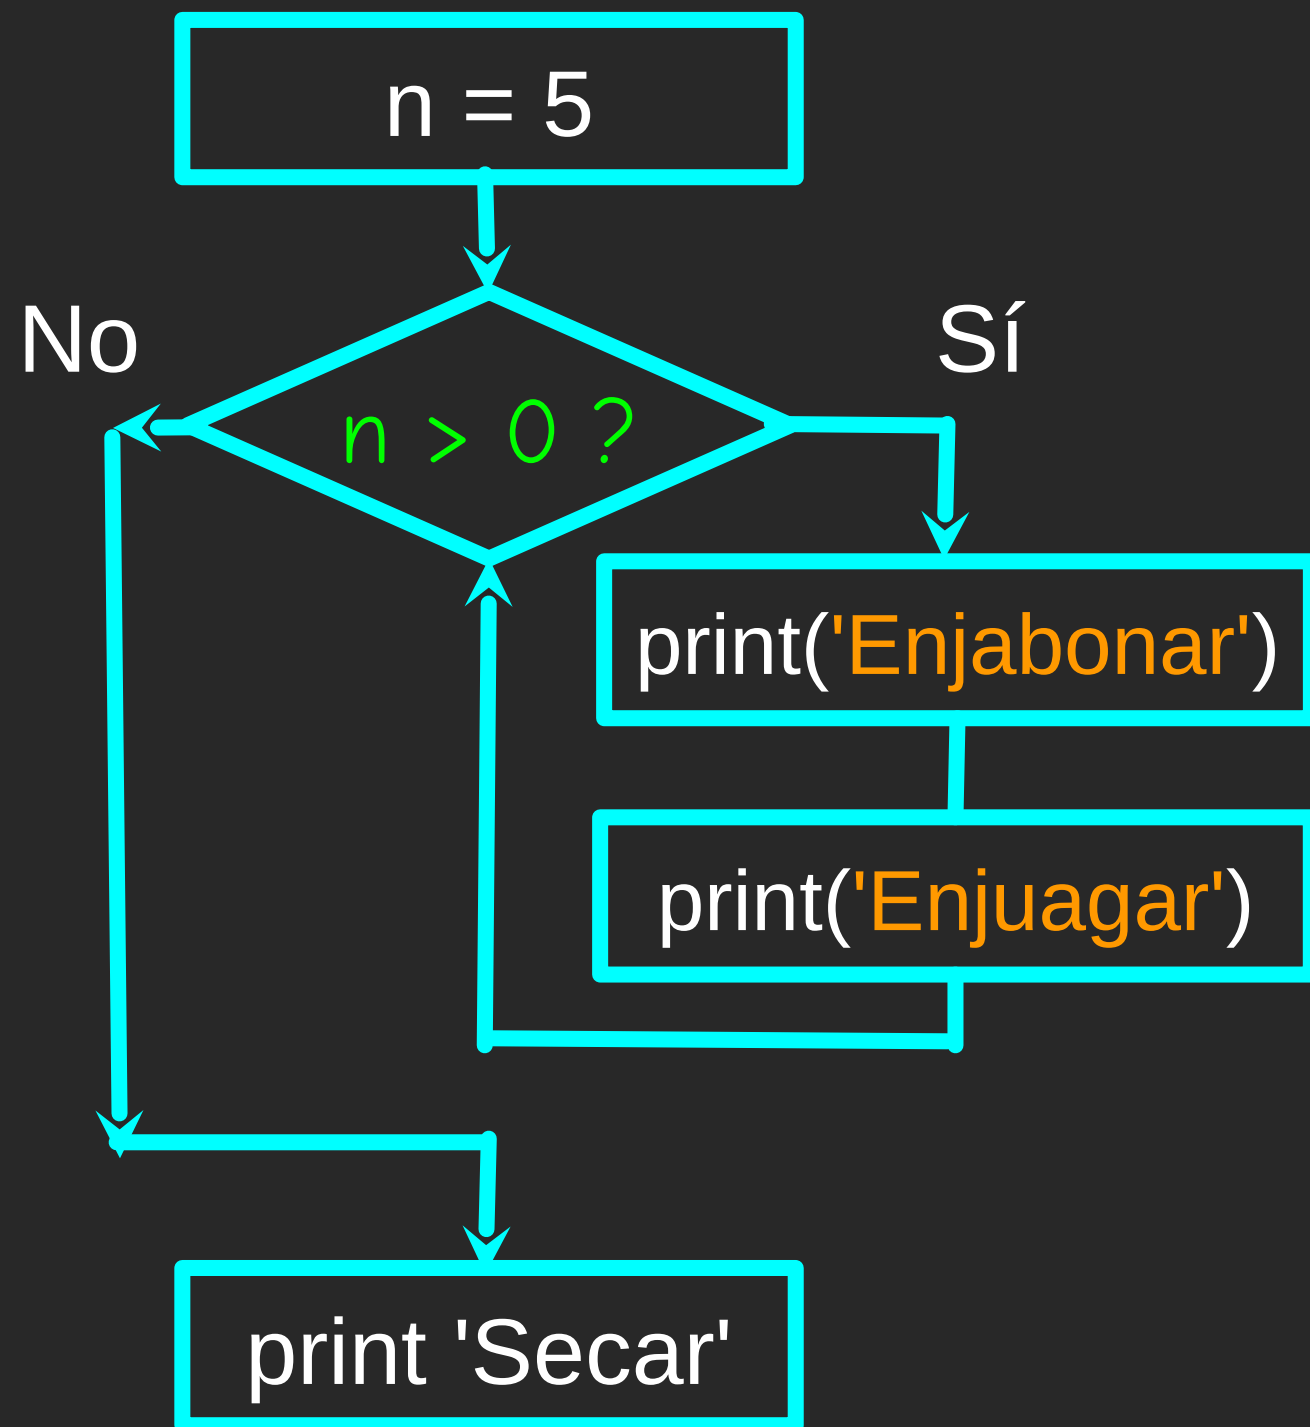 n = 5
No
Sí
n > 0 ?
print('Enjabonar')
print('Enjuagar')
print 'Secar'